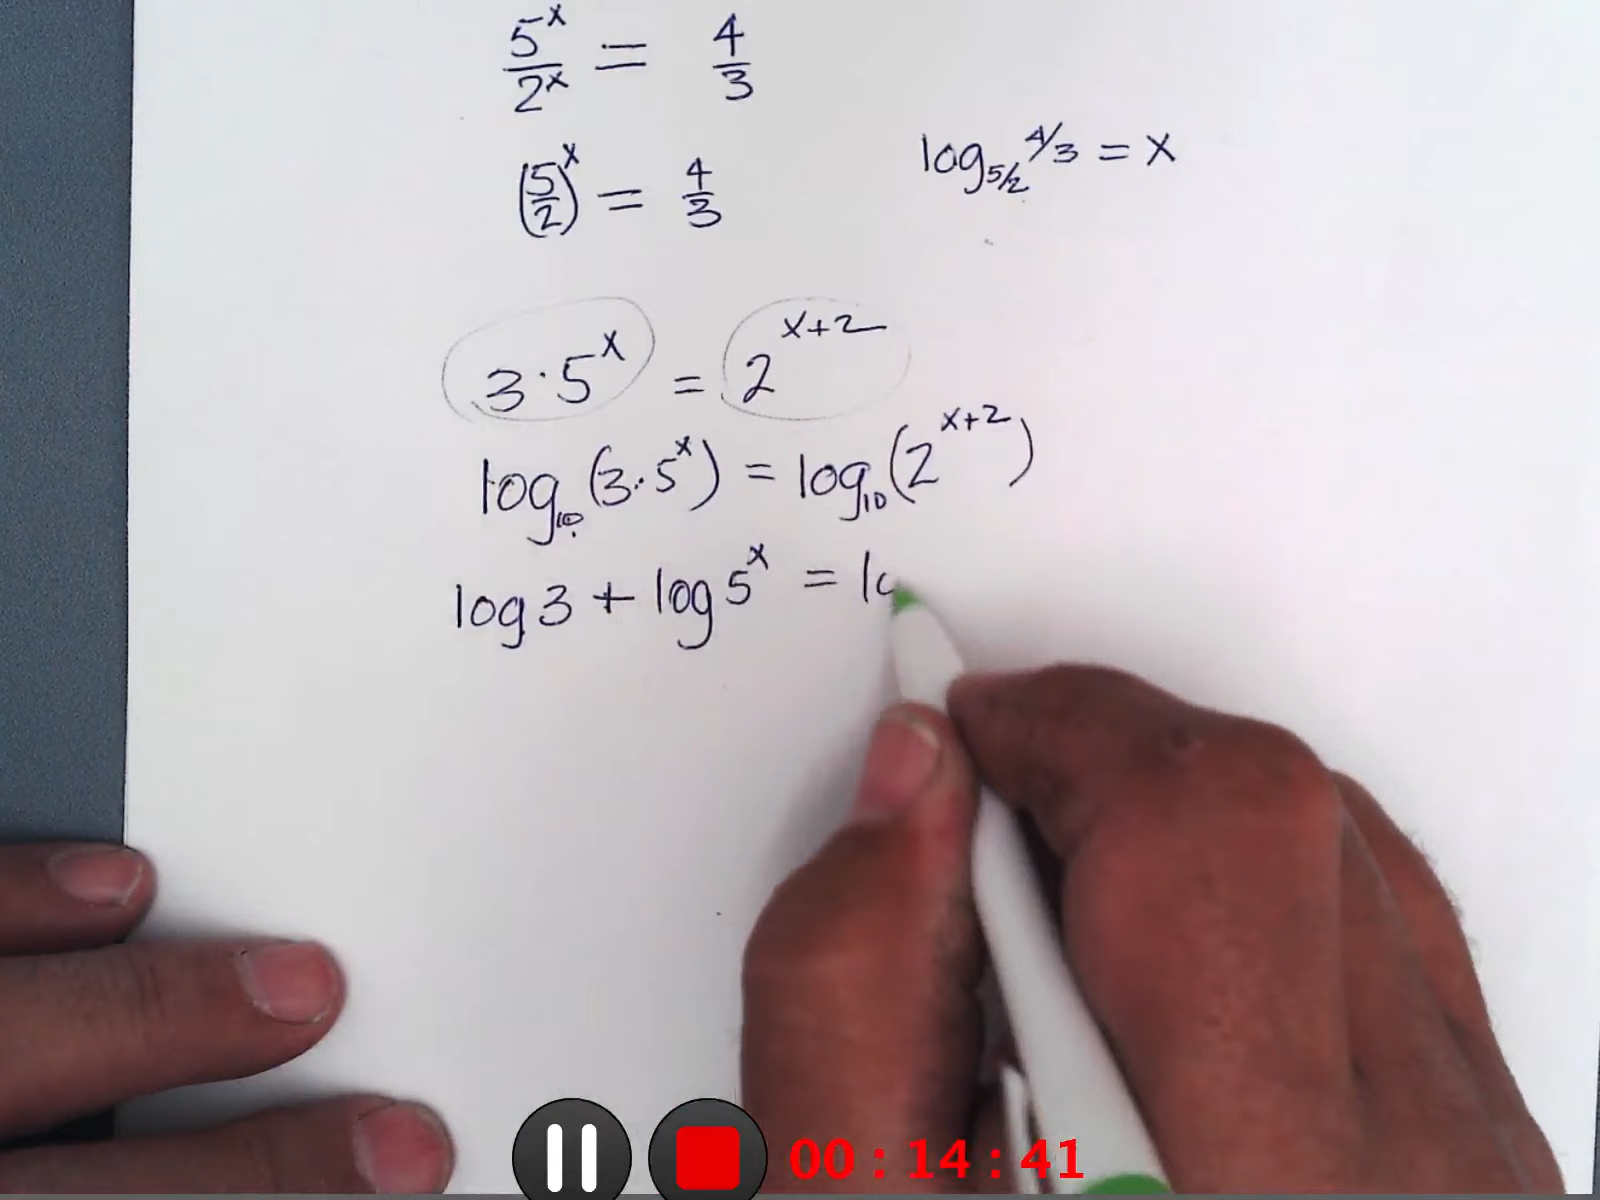 5^x/2^x = 4/3
(5/2)^x = 4/3
log_{5/2} 4/3 = x
3·5^x = 2^{x+2}
log_{10}(3·5^x) = log_{10}(2^{x+2})
log 3 + log 5^x = lo
00:14:41